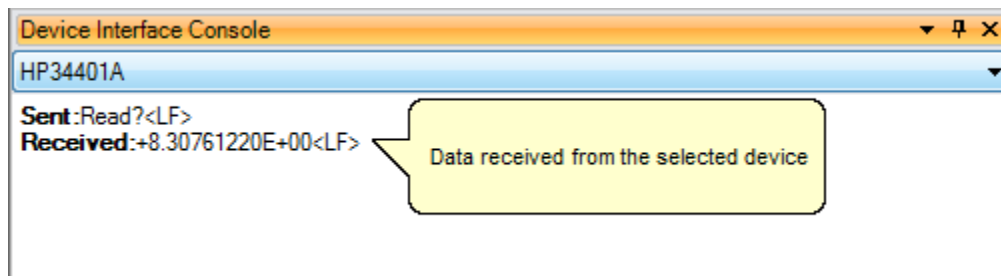 Device Interface Console
HP34401A
Sent:Read?<LF>
Received:+8.30761220E+00<LF>
Data received from the selected device